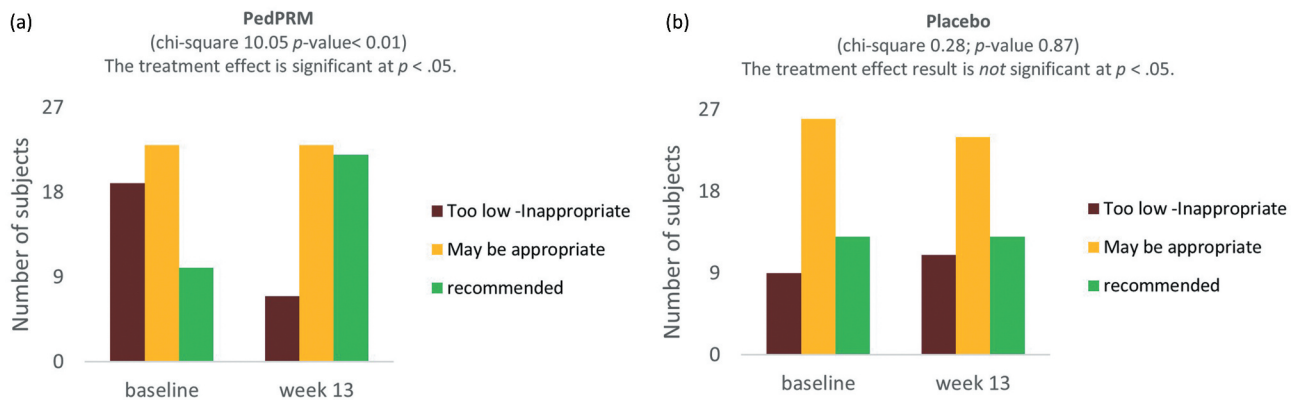 (a)
PedPRM
(chi-square 10.05 p-value< 0.01)
The treatment effect is significant at p < .05.
27
18
9
0
Number of subjects
baseline
week 13
Too low -Inappropriate
May be appropriate
recommended
(b)
Placebo
(chi-square 0.28; p-value 0.87)
The treatment effect result is not significant at p < .05.
27
18
9
0
Number of subjects
baseline
week 13
Too low -Inappropriate
May be appropriate
recommended